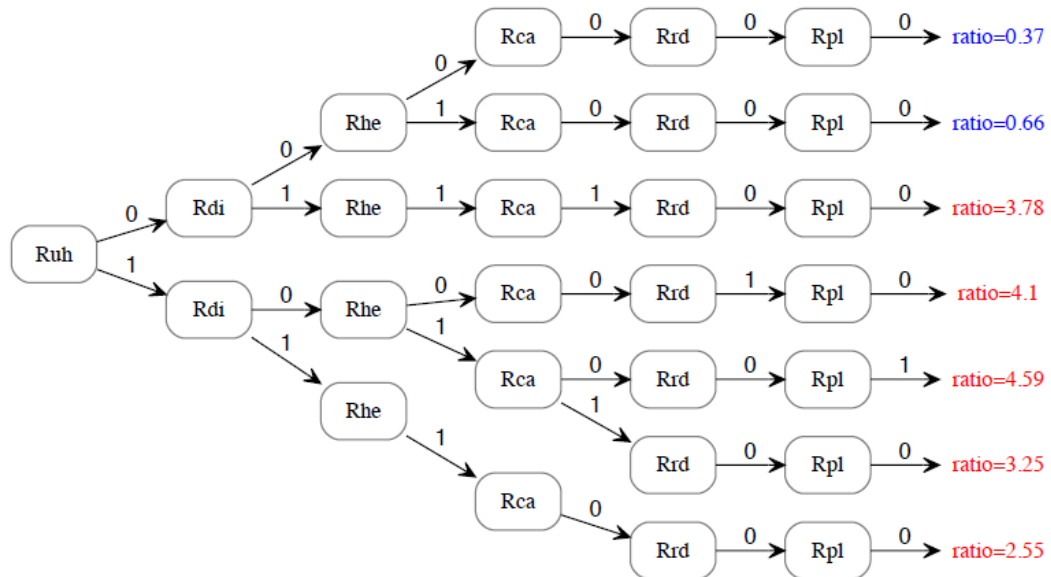 Rca 0 Rrd 0 Rpl 0 ratio=0.37
0
Rhe 1 Rca 0 Rrd 0 Rpl 0 ratio=0.66
0
Rdi 1 Rhe 1 Rca 1 Rrd 0 Rpl 0 ratio=3.78
0
Ruh
1
Rdi 0 Rhe 0 Rca 0 Rrd 1 Rpl 0 ratio=4.1
1
1
Rca 0 Rrd 0 Rpl 1 ratio=4.59
Rhe
1
1
Rrd 0 Rpl 0 ratio=3.25
Rca
0
Rrd 0 Rpl 0 ratio=2.55